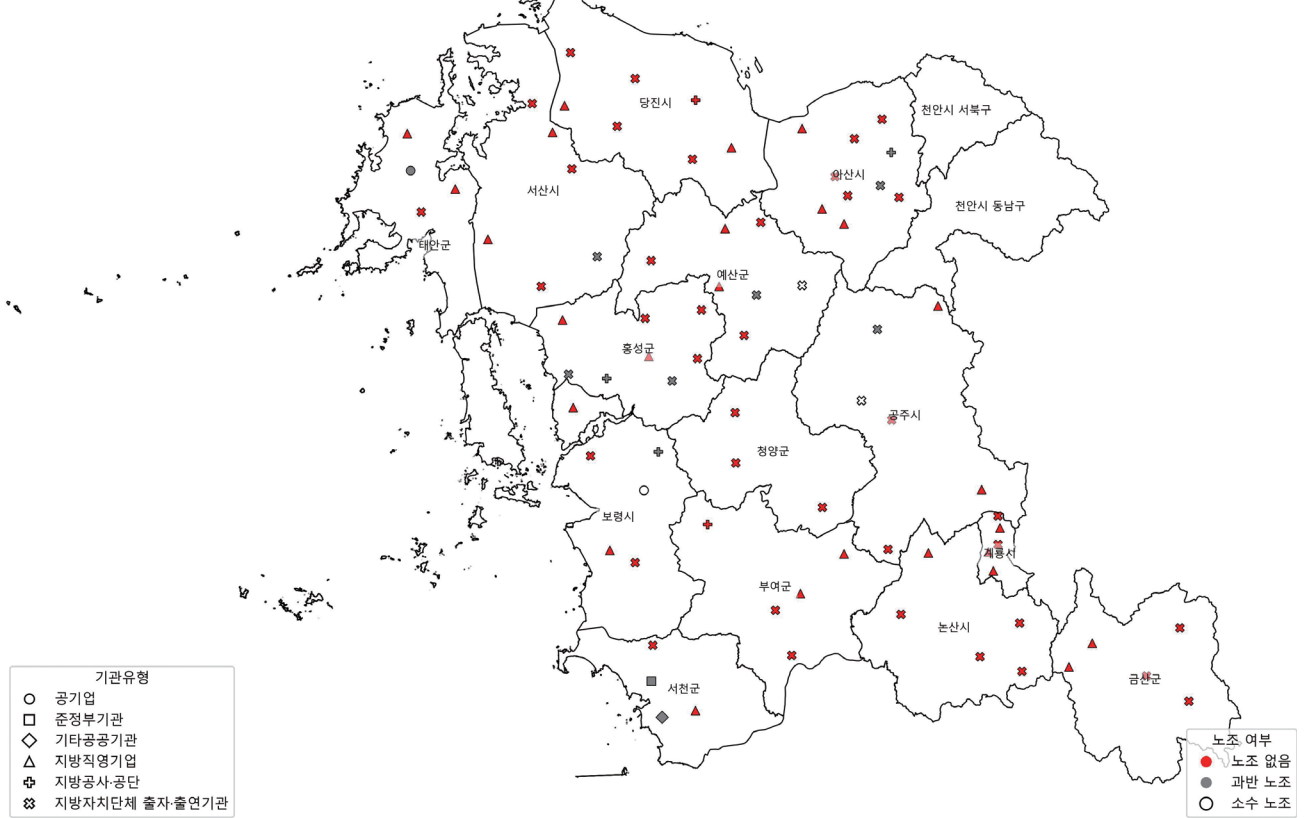 당진시
천안시 서북구
아산시
서산시
천안시 동남구
태안군
예산군
홍성군
공주시
청양군
보령시
계룡시
부여군
논산시
서천군
금산군
기관유형
공기업
준정부기관
기타공공기관
지방직영기업
지방공사·공단
지방자치단체 출자·출연기관
노조 여부
노조 없음
과반 노조
소수 노조